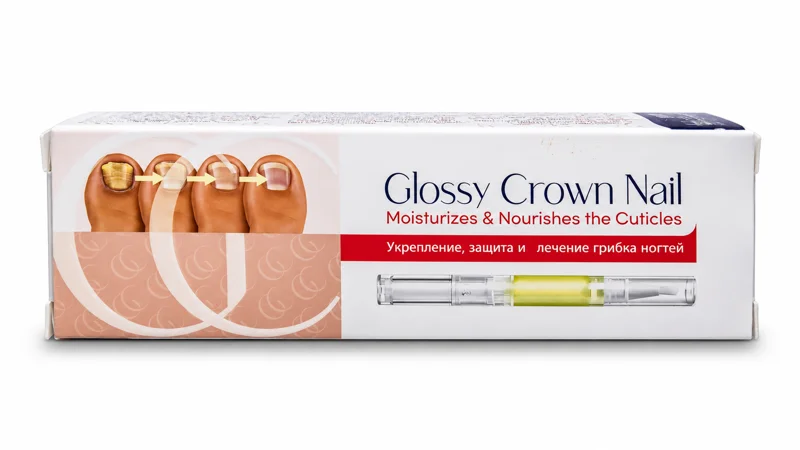 Glossy Crown Nail
Moisturizes & Nourishes the Cuticles
Укрепление, защита и лечение грибка ногтей